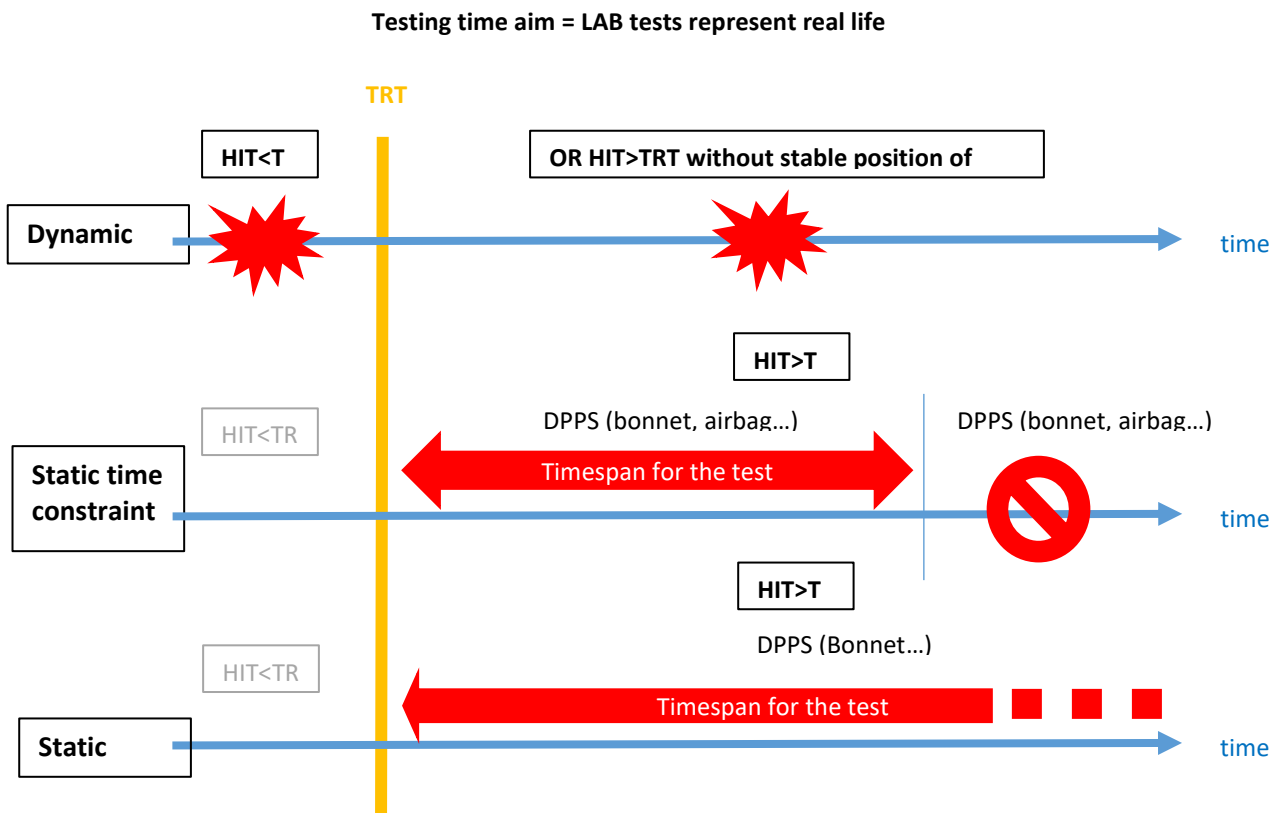 Testing time aim = LAB tests represent real life
TRT
HIT<T
OR HIT>TRT without stable position of
Dynamic
time
HIT>T
DPPS (bonnet, airbag…)
DPPS (bonnet, airbag…)
HIT<TR
Timespan for the test
Static time
constraint
time
HIT>T
DPPS (Bonnet…)
HIT<TR
Timespan for the test
Static
time